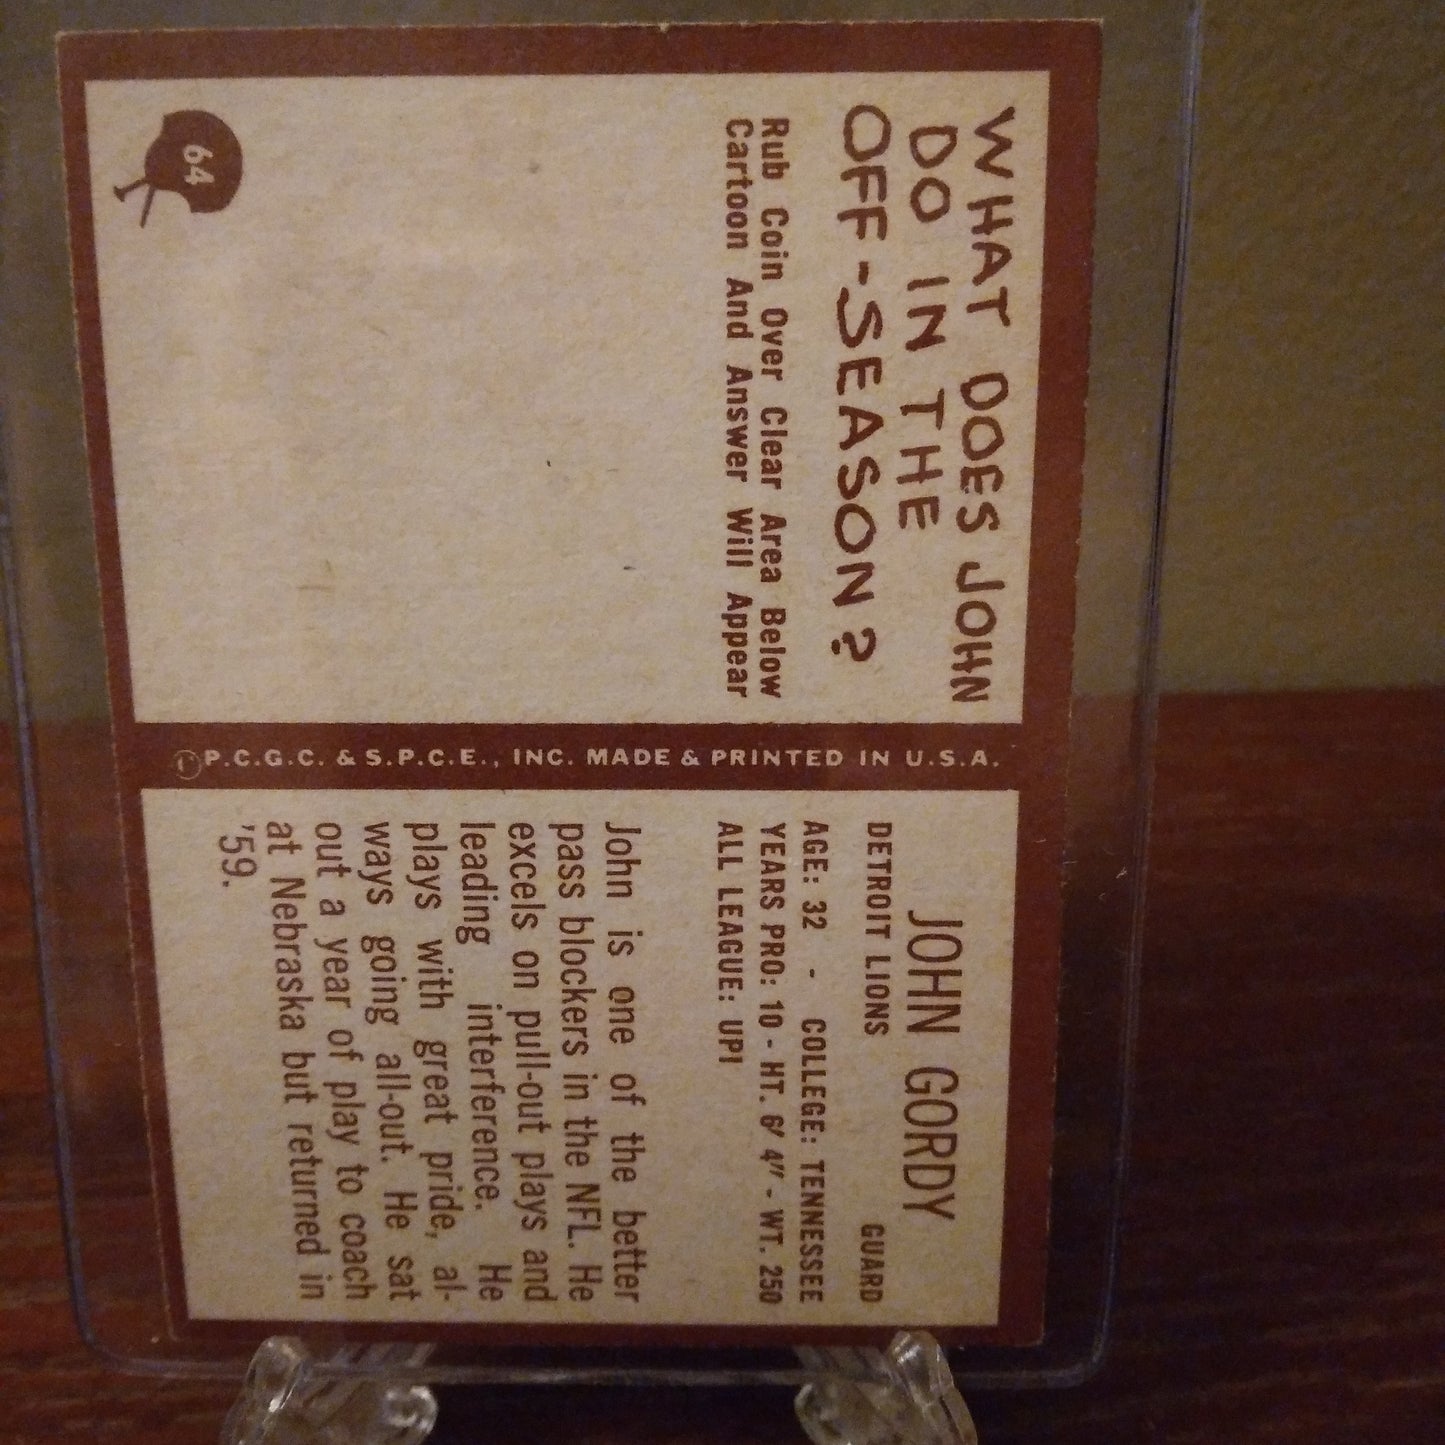 WHAT DOES JOHN
DO IN THE
OFF-SEASON?
Rub Coin Over Clear Area Below
Cartoon And Answer Will Appear
64
©P.C.G.C. & S.P.C.E., INC. MADE & PRINTED IN U.S.A.
JOHN GORDY
DETROIT LIONS GUARD
AGE: 32 - COLLEGE: TENNESSEE
YEARS PRO: 10 - HT. 6' 4" - WT. 250
ALL LEAGUE: UPI
John is one of the better
pass blockers in the NFL. He
excels on pull-out plays and
leading interference. He
plays with great pride, al-
ways going all-out. He sat
out a year of play to coach
at Nebraska but returned in
'59.